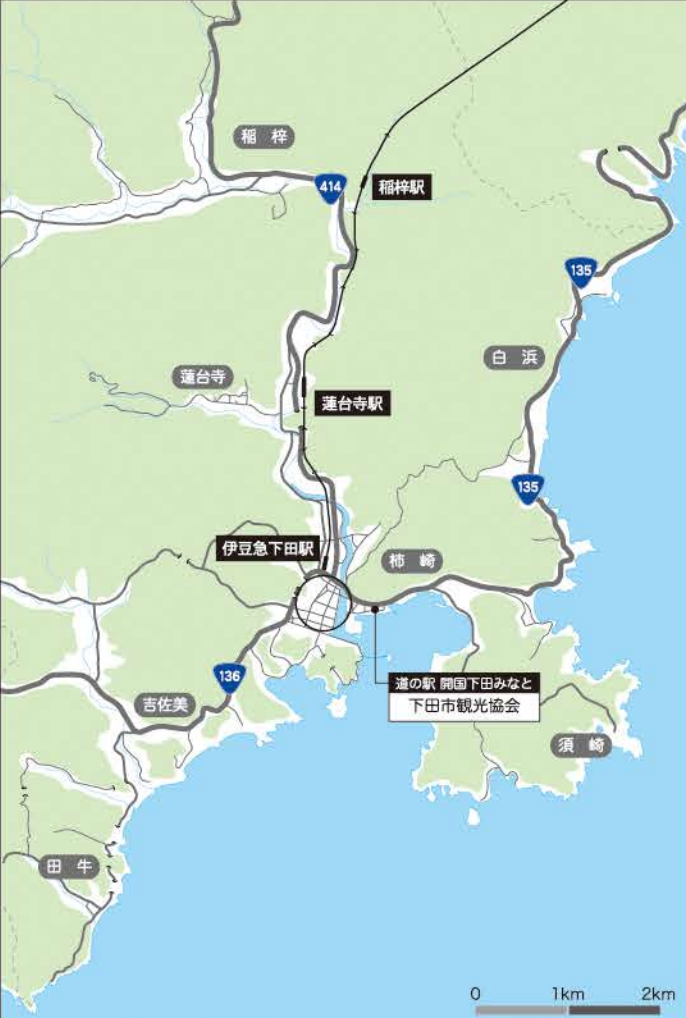 稲梓
414
稲梓駅
135
白浜
蓮台寺
蓮台寺駅
135
伊豆急下田駅
柿崎
136
道の駅 開国下田みなと
下田市観光協会
吉佐美
須崎
田牛
0 1km 2km